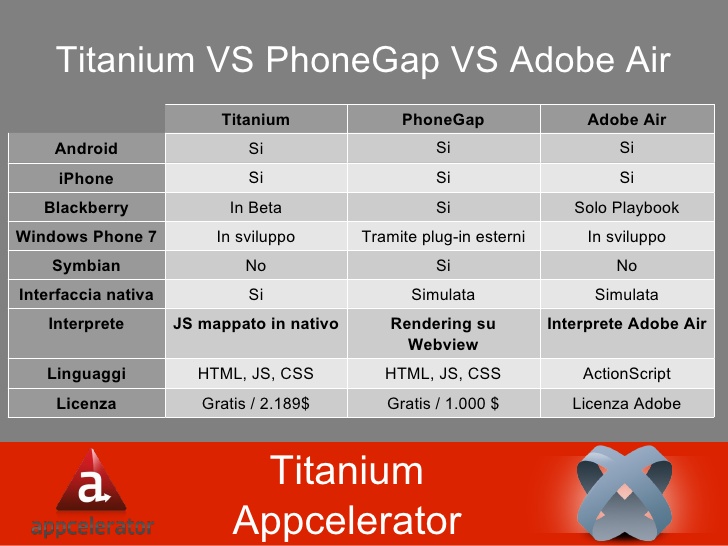 Titanium VS PhoneGap VS Adobe Air
Titanium PhoneGap Adobe Air
Android Si Si Si
iPhone Si Si Si
Blackberry In Beta Si Solo Playbook
Windows Phone 7 In sviluppo Tramite plug-in esterni In sviluppo
Symbian No Si No
Interfaccia nativa Si Simulata Simulata
Interprete JS mappato in nativo Rendering su Interprete Adobe Air
Webview
Linguaggi HTML, JS, CSS HTML, JS, CSS ActionScript
Licenza Gratis / 2.189$ Gratis / 1.000 $ Licenza Adobe
a
appcelerator
Titanium
Appcelerator